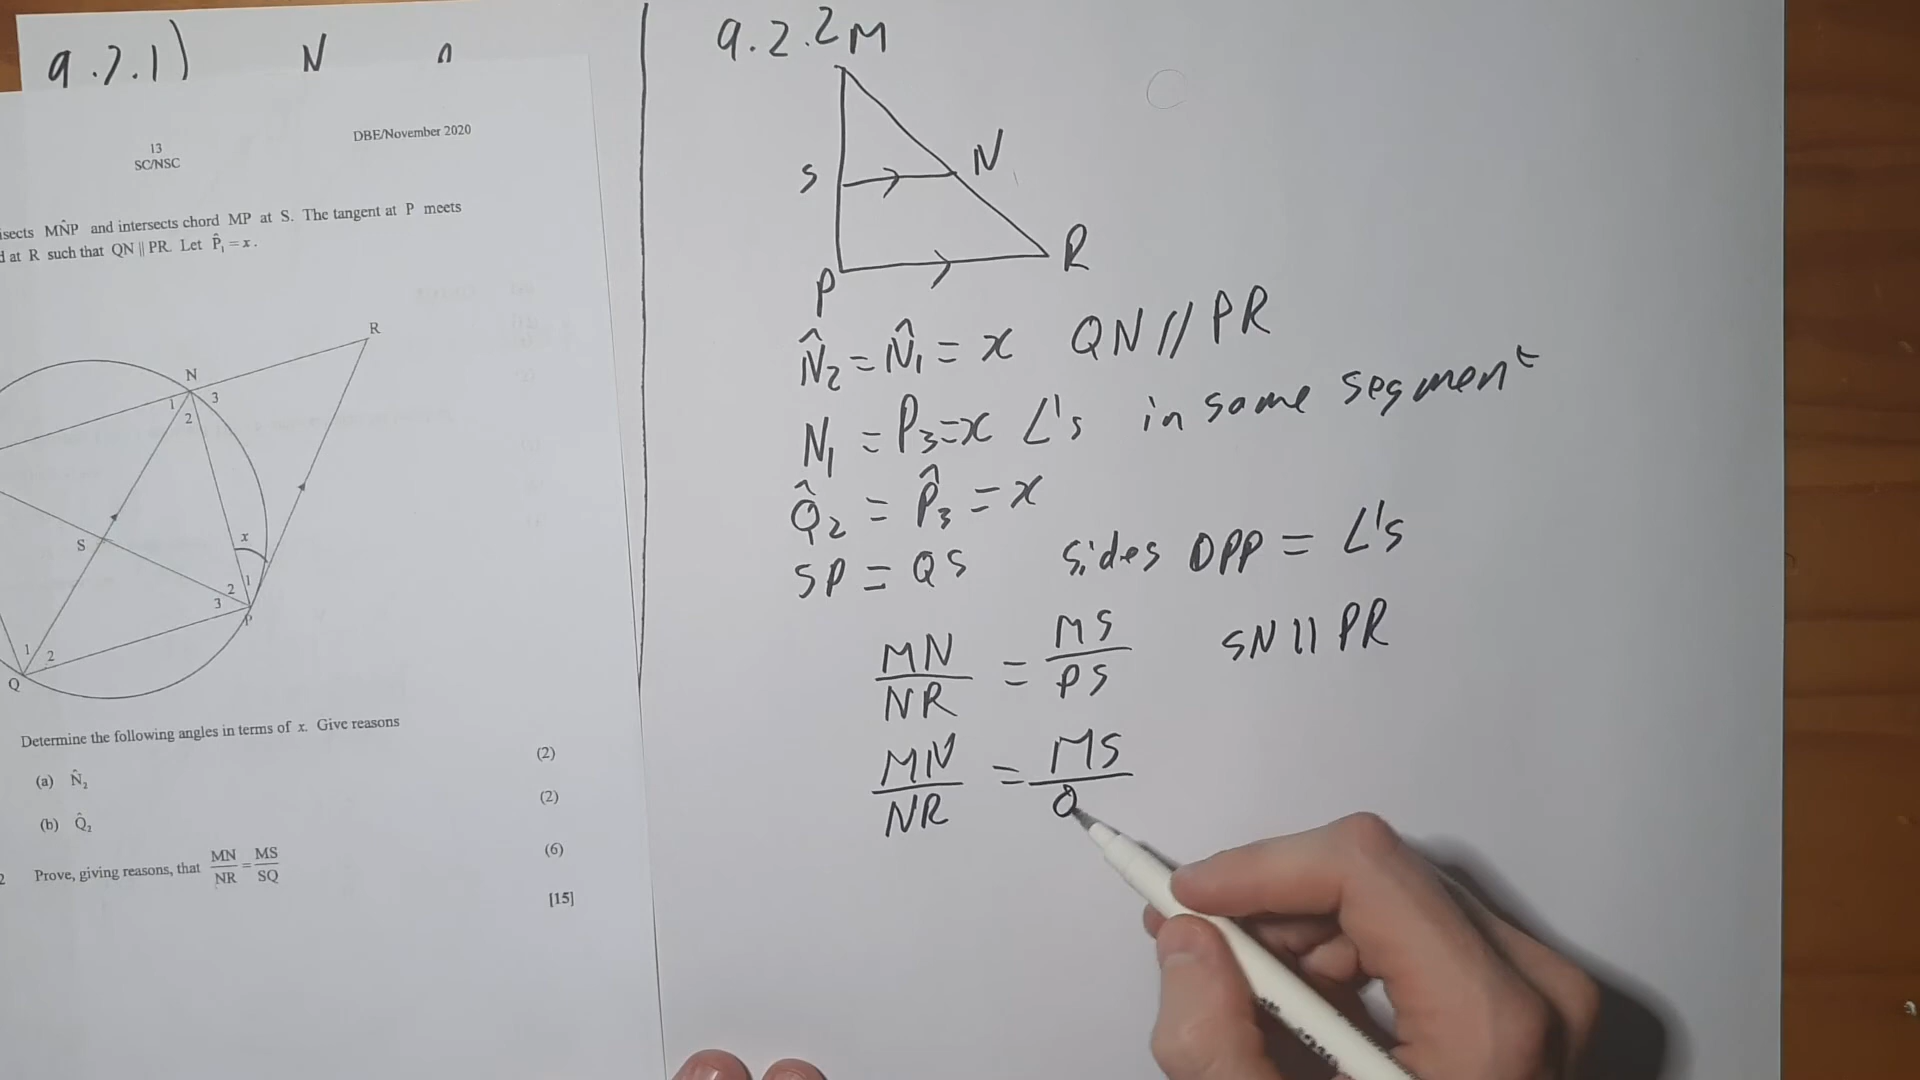 9.2.1)
N
DBE/November 2020
13
SC/NSC
sects MN̂P and intersects chord MP at S. The tangent at P meets
at R such that QN || PR. Let P̂₁ = x.
R
N
1 3
2
S
x
2 1
3
P
1 2
Q
Determine the following angles in terms of x. Give reasons
(a) N̂₂ (2)
(b) Q̂₂ (2)
2 Prove, giving reasons, that MN/NR = MS/SQ (6)
[15]
9.2.2
M
S
N
P
R
N̂₂ = N̂₁ = x QN // PR
N₁ = P₃ = x L's in same segment
Q̂₂ = P̂₃ = x
SP = QS sides OPP = L's
MN/NR = MS/PS SN || PR
MN/NR = MS/Q